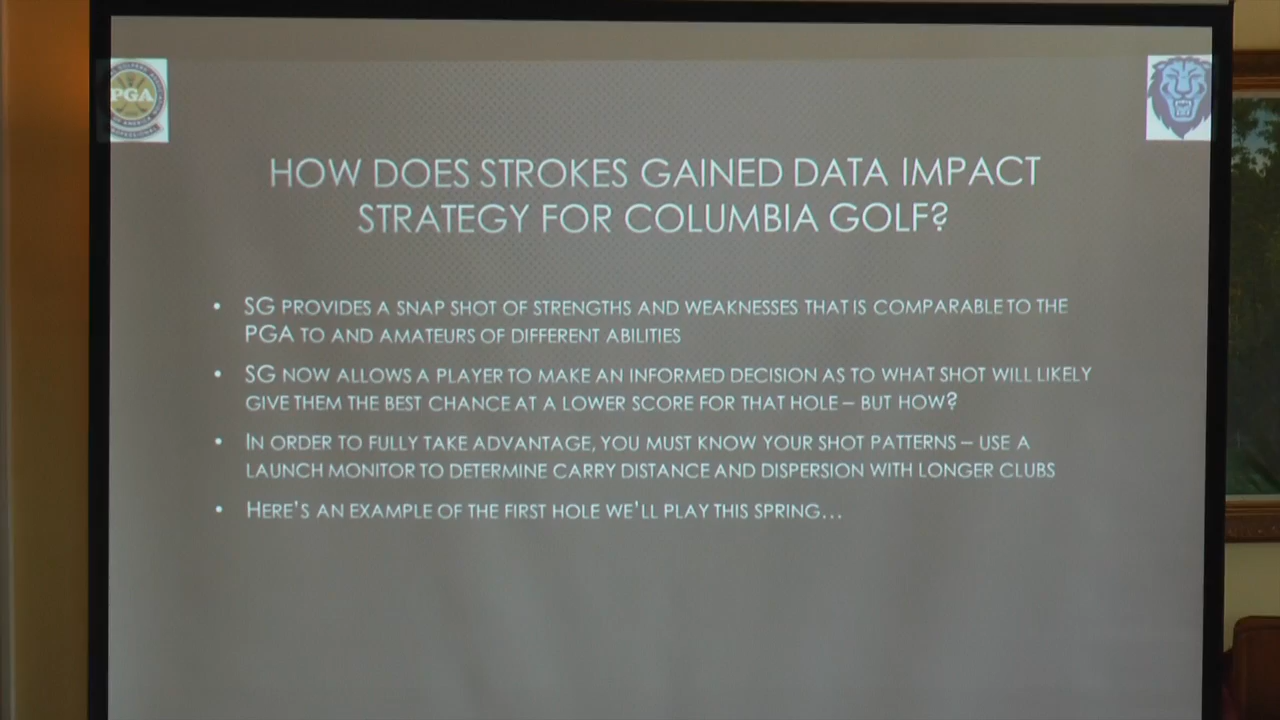 PGA
HOW DOES STROKES GAINED DATA IMPACT
STRATEGY FOR COLUMBIA GOLF?
• SG PROVIDES A SNAP SHOT OF STRENGTHS AND WEAKNESSES THAT IS COMPARABLE TO THE
PGA TO AND AMATEURS OF DIFFERENT ABILITIES
• SG NOW ALLOWS A PLAYER TO MAKE AN INFORMED DECISION AS TO WHAT SHOT WILL LIKELY
GIVE THEM THE BEST CHANCE AT A LOWER SCORE FOR THAT HOLE – BUT HOW?
• IN ORDER TO FULLY TAKE ADVANTAGE, YOU MUST KNOW YOUR SHOT PATTERNS – USE A
LAUNCH MONITOR TO DETERMINE CARRY DISTANCE AND DISPERSION WITH LONGER CLUBS
• HERE'S AN EXAMPLE OF THE FIRST HOLE WE'LL PLAY THIS SPRING…